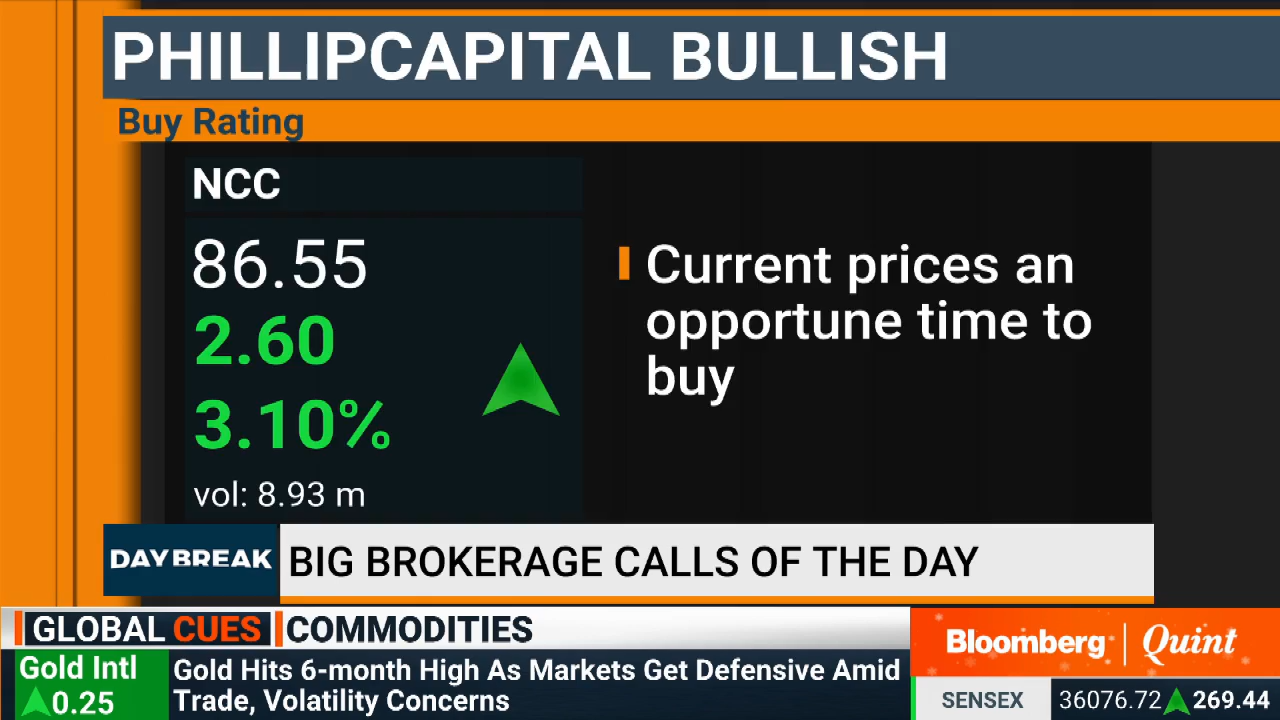 PHILLIPCAPITAL BULLISH
Buy Rating
NCC
86.55
2.60
3.10%
vol: 8.93 m
Current prices an
opportune time to
buy
DAYBREAK
BIG BROKERAGE CALLS OF THE DAY
GLOBAL CUES COMMODITIES
Gold Intl
0.25
Gold Hits 6-month High As Markets Get Defensive Amid
Trade, Volatility Concerns
Bloomberg | Quint
SENSEX 36076.72 269.44